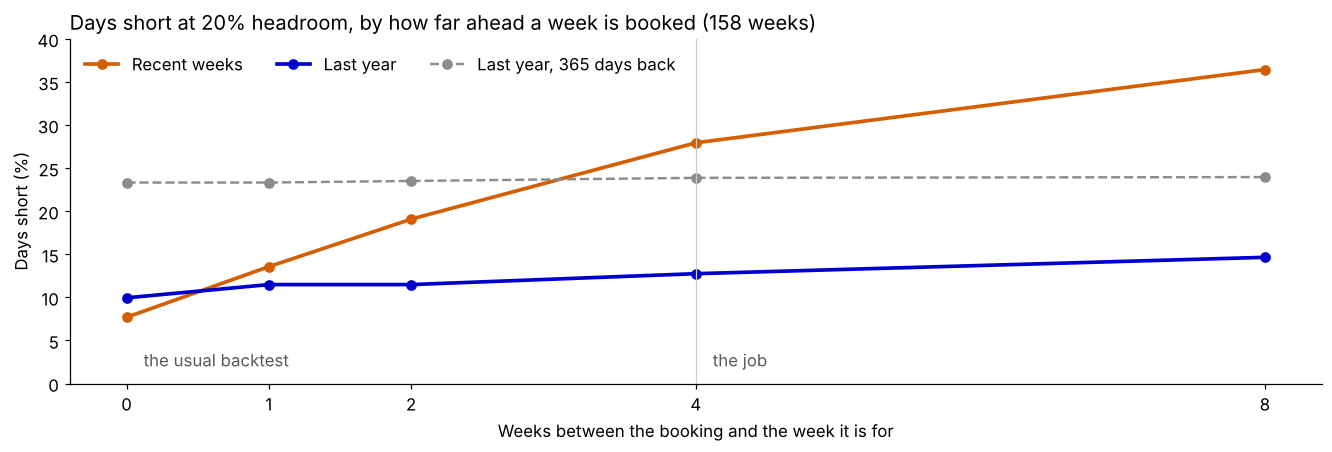 Days short at 20% headroom, by how far ahead a week is booked (158 weeks)
Recent weeks
Last year
Last year, 365 days back
Days short (%)
40
35
30
25
20
15
10
5
0
the usual backtest
the job
0
1
2
4
8
Weeks between the booking and the week it is for